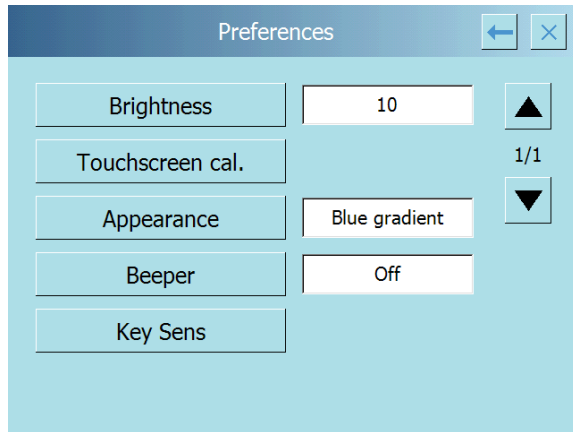 Preferences
Brightness 10
Touchscreen cal. 1/1
Appearance Blue gradient
Beeper Off
Key Sens